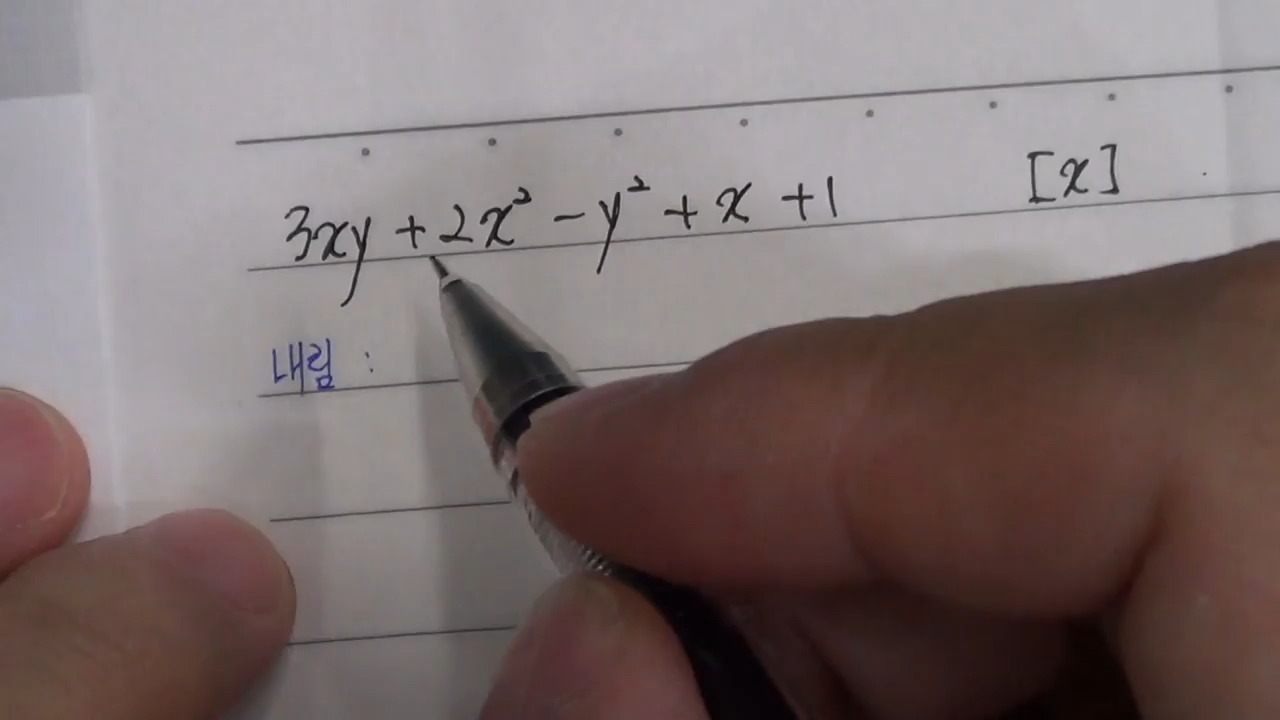 3xy + 2x² - y² + x + 1 [x]
내림 :